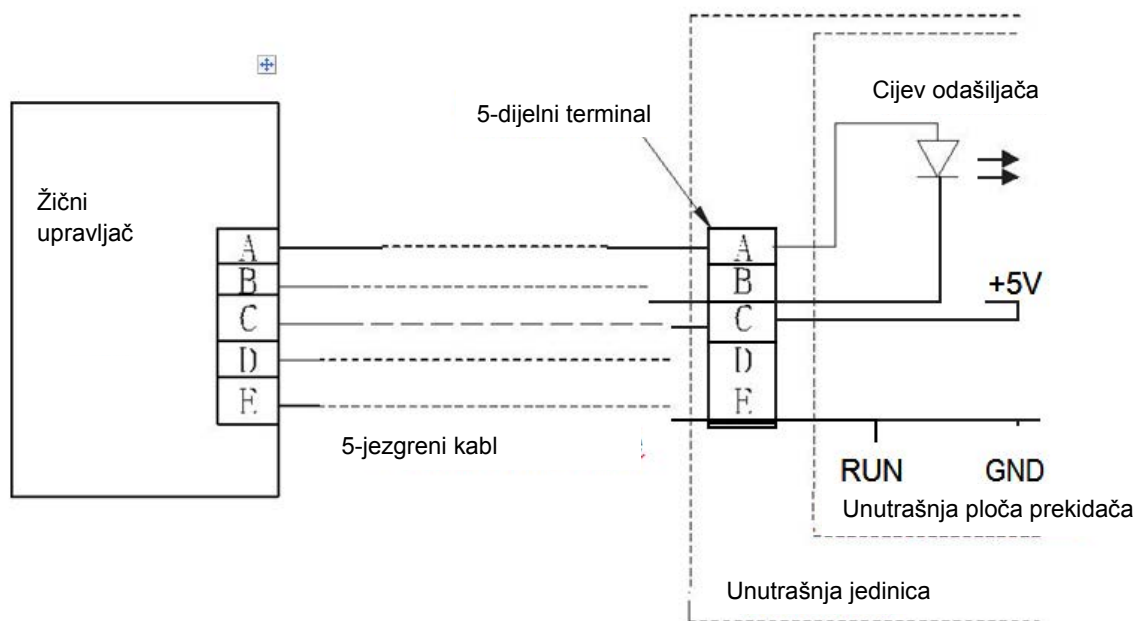 Cijev odašiljača
5-dijelni terminal
Žični
upravljač
A
B
C
D
E
A
B
C
D
E
+5V
5-jezgreni kabl
RUN
GND
Unutrašnja ploča prekidača
Unutrašnja jedinica